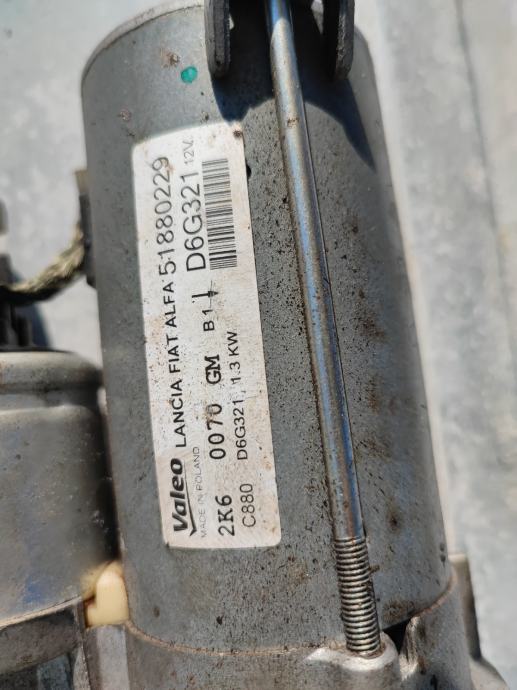 Valeo LANCIA FIAT ALFA 51880229
MADE IN POLAND D6G321 12V
2K6 0070 GM B1
C880 D6G321 1.3 KW